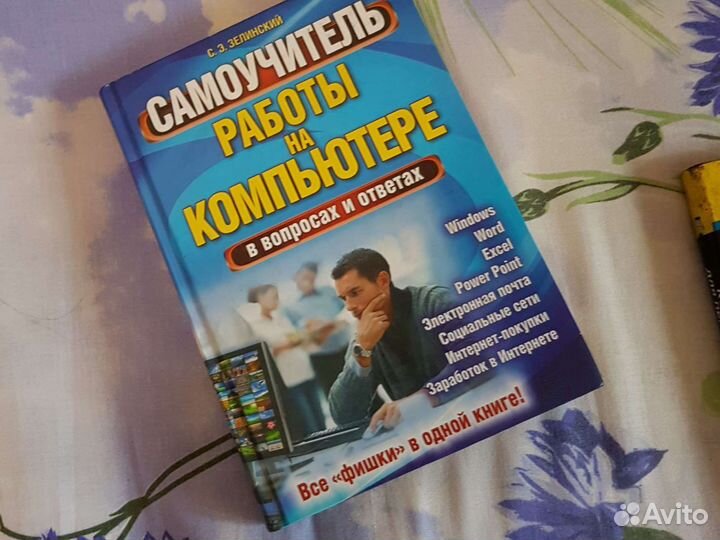 С. Э. ЗЕЛИНСКИЙ
САМОУЧИТЕЛЬ
РАБОТЫ
НА
КОМПЬЮТЕРЕ
в вопросах и ответах
Windows
Word
Excel
Power Point
Электронная почта
Социальные сети
Интернет-покупки
Заработок в Интернете
Все «фишки» в одной книге!
Avito